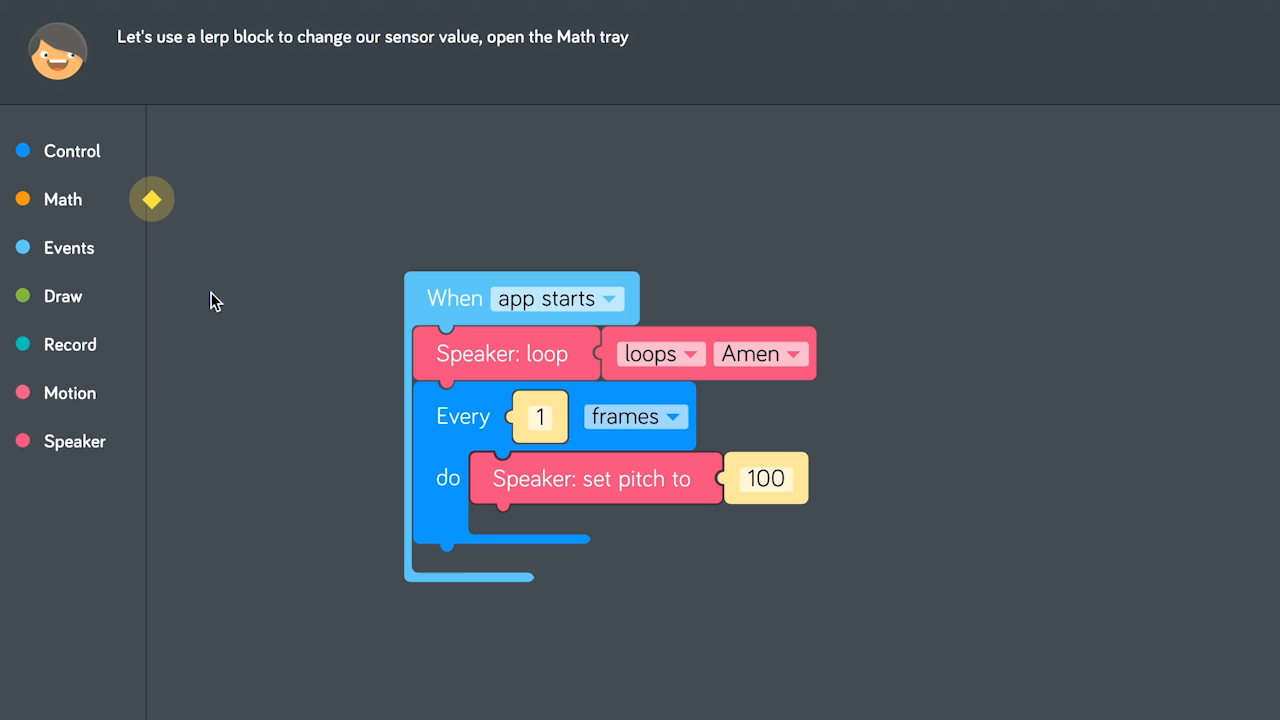 Let's use a lerp block to change our sensor value, open the Math tray
Control
Math
Events
Draw
Record
Motion
Speaker
When app starts
Speaker: loop loops Amen
Every 1 frames
do Speaker: set pitch to 100